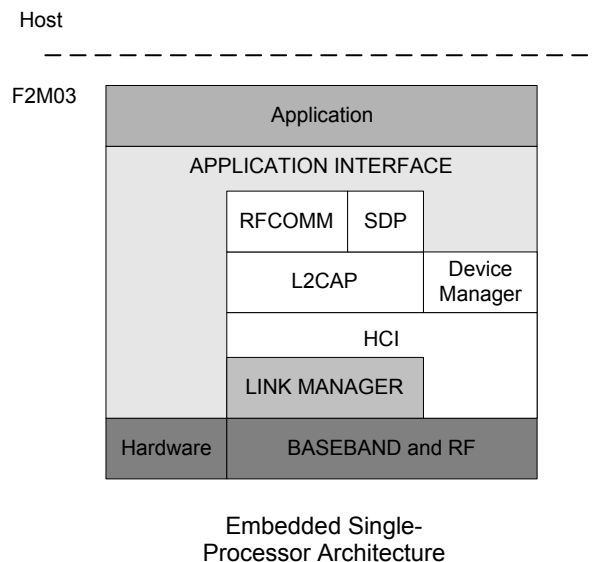 Host
F2M03
Application
APPLICATION INTERFACE
RFCOMM
SDP
L2CAP
Device
Manager
HCI
LINK MANAGER
Hardware
BASEBAND and RF
Embedded Single-
Processor Architecture